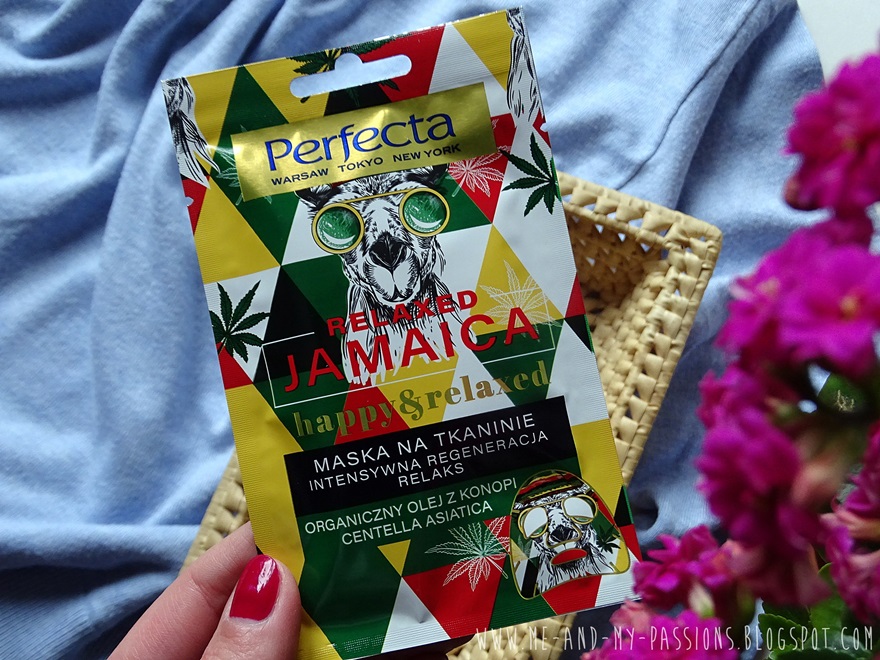 Perfecta
WARSAW TOKYO NEW YORK
RELAXED
JAMAICA
happy&relaxed
MASKA NA TKANINIE
INTENSYWNA REGENERACJA
RELAKS
ORGANICZNY OLEJ Z KONOPI
CENTELLA ASIATICA
WWW.ME-AND-MY-PASSIONS.BLOGSPOT.COM